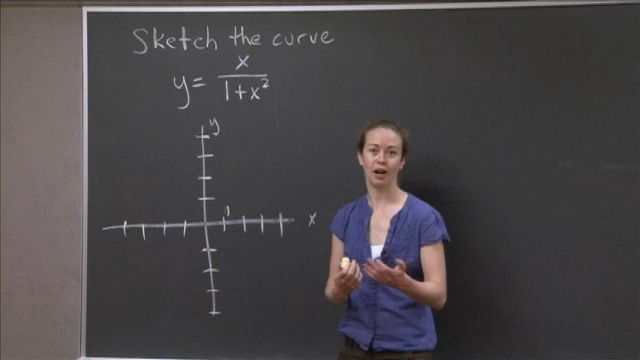 Sketch the curve
y = x / (1+x²)
y
1
x